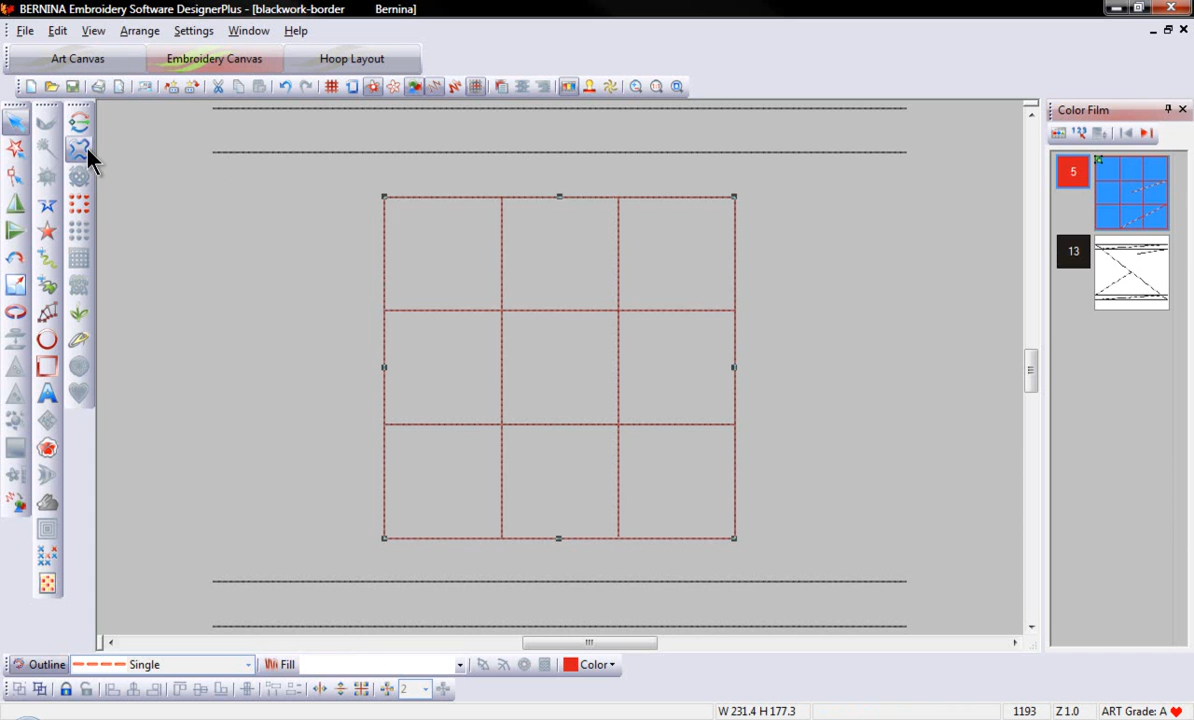 BERNINA Embroidery Software DesignerPlus - [blackwork-border Bernina]
File Edit View Arrange Settings Window Help
Art Canvas Embroidery Canvas Hoop Layout
Color Film
5
13
Outline Single Fill Color
2
W 231.4 H 177.3 1193 Z 1.0 ART Grade: A